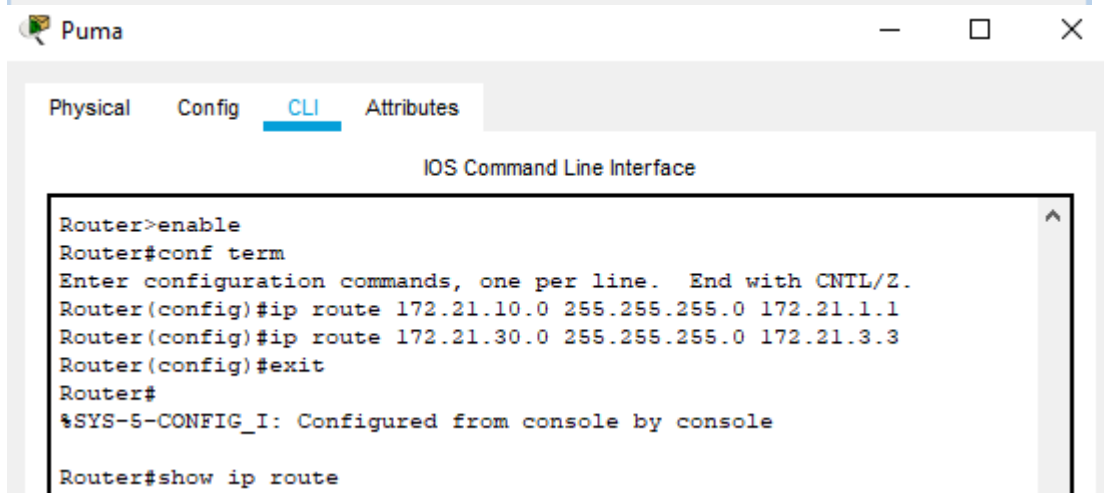 Puma
Physical Config CLI Attributes
IOS Command Line Interface
Router>enable
Router#conf term
Enter configuration commands, one per line.  End with CNTL/Z.
Router(config)#ip route 172.21.10.0 255.255.255.0 172.21.1.1
Router(config)#ip route 172.21.30.0 255.255.255.0 172.21.3.3
Router(config)#exit
Router#
%SYS-5-CONFIG_I: Configured from console by console
Router#show ip route